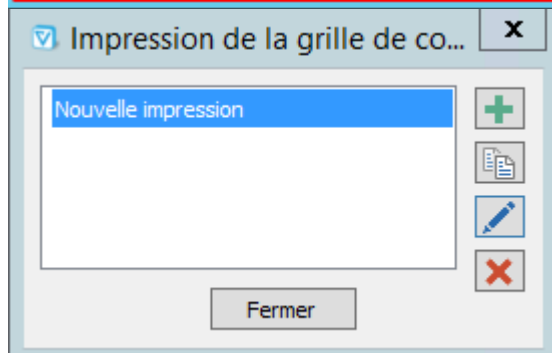 Impression de la grille de co...
x
Nouvelle impression
Fermer